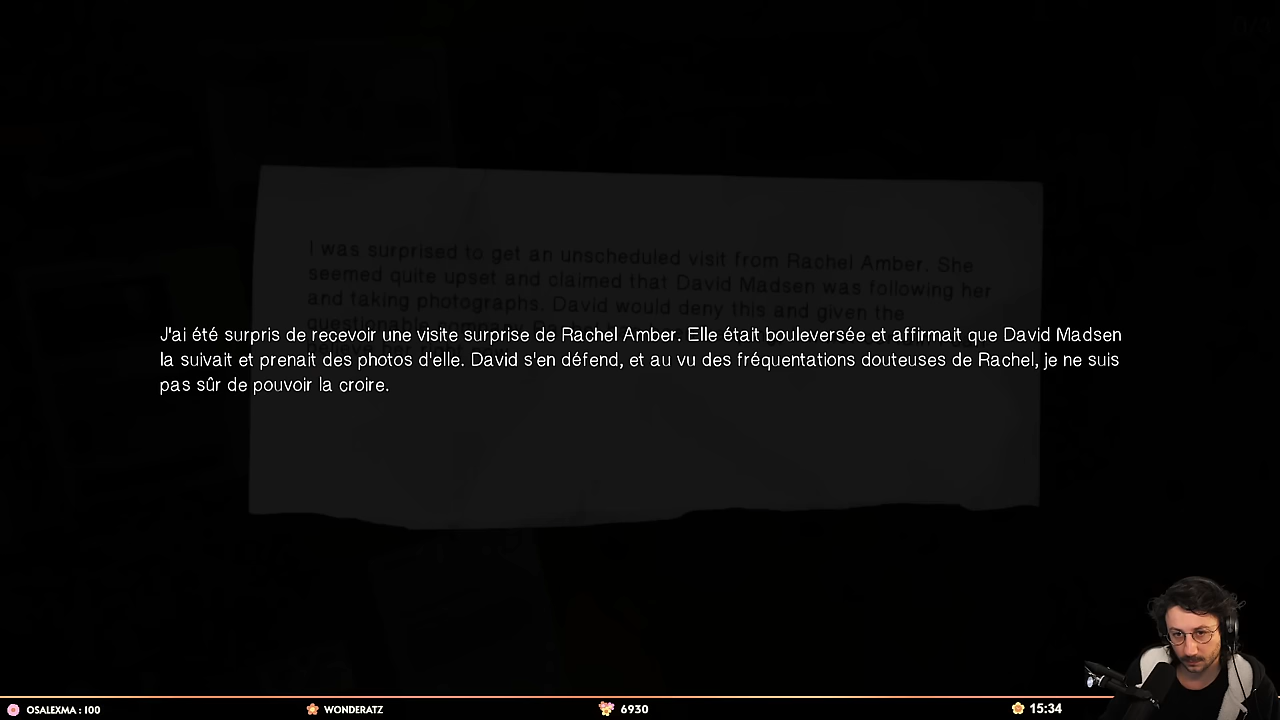 I was surprised to get an unscheduled visit from Rachel Amber. She
seemed quite upset and claimed that David Madsen was following her
and taking photographs. David would deny this and given the
J'ai été surpris de recevoir une visite surprise de Rachel Amber. Elle était bouleversée et affirmait que David Madsen
la suivait et prenait des photos d'elle. David s'en défend, et au vu des fréquentations douteuses de Rachel, je ne suis
pas sûr de pouvoir la croire.
OSALEXMA : 100
WONDERATZ
6930
15:34